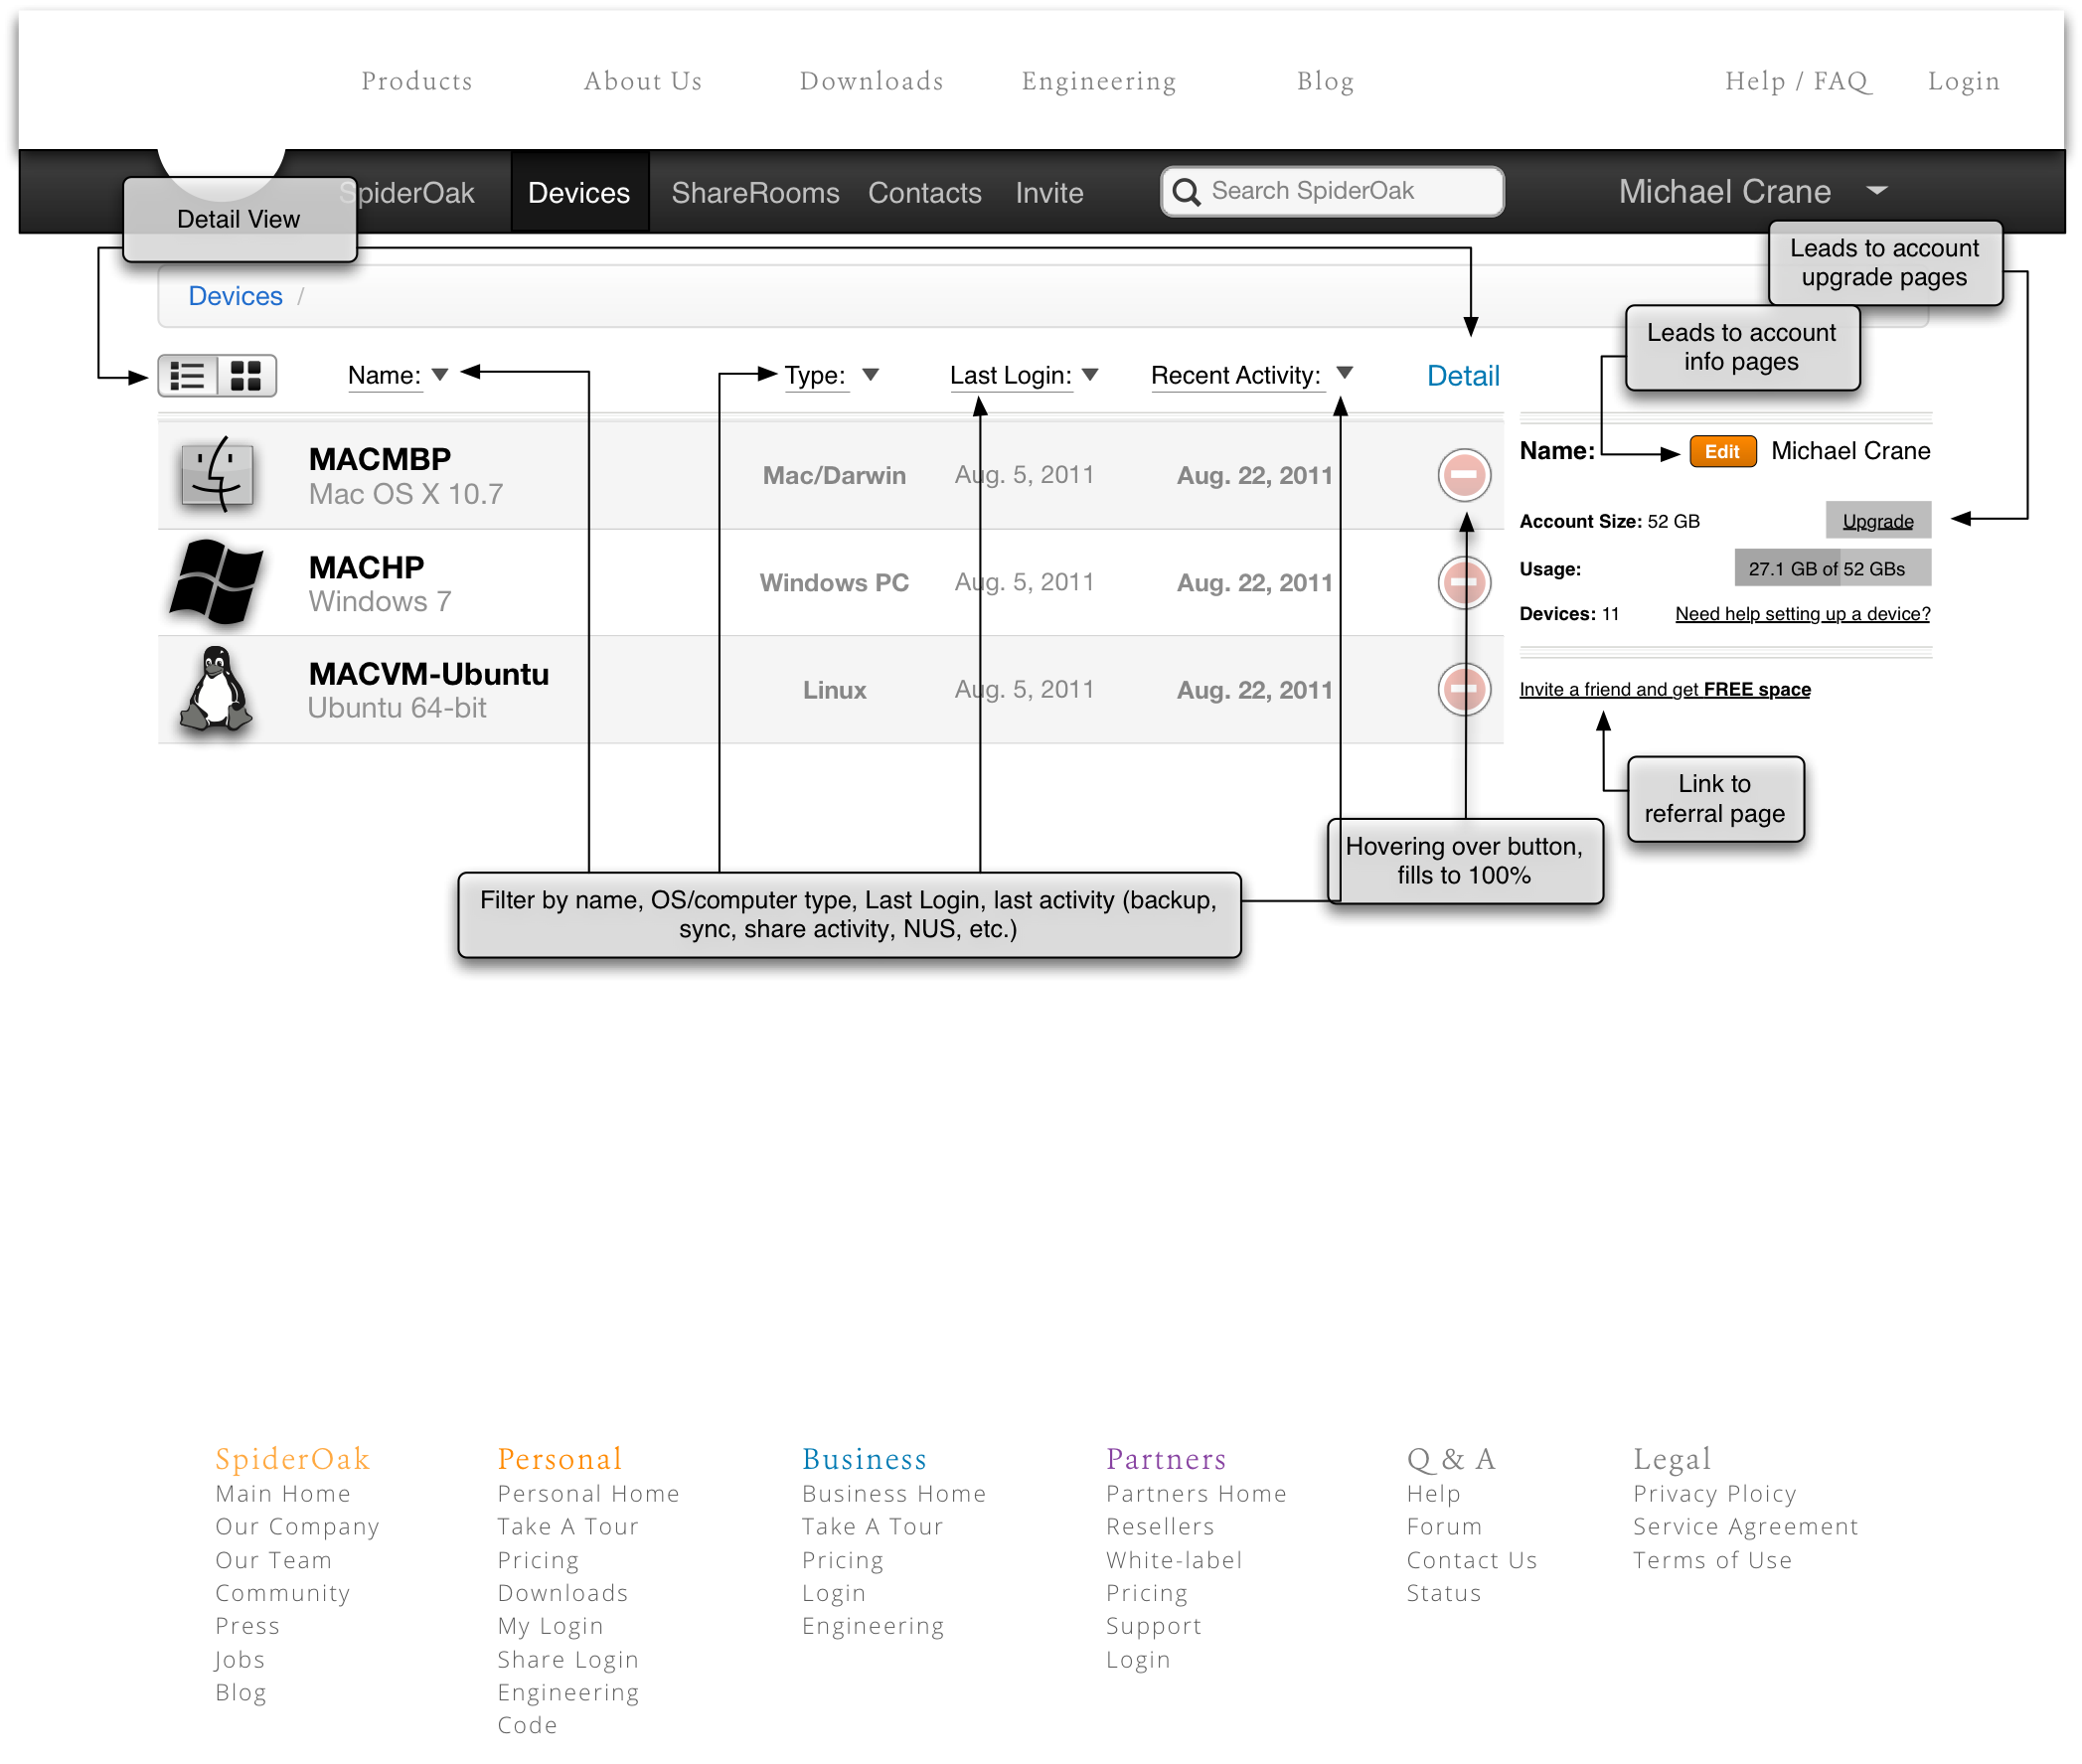 Products About Us Downloads Engineering Blog Help / FAQ Login
SpiderOak Devices ShareRooms Contacts Invite Search SpiderOak Michael Crane
Detail View
Leads to account
upgrade pages
Devices /
Leads to account
info pages
Name: Type: Last Login: Recent Activity: Detail
MACMBP
Mac OS X 10.7
Mac/Darwin Aug. 5, 2011 Aug. 22, 2011
MACHP
Windows 7
Windows PC Aug. 5, 2011 Aug. 22, 2011
MACVM-Ubuntu
Ubuntu 64-bit
Linux Aug. 5, 2011 Aug. 22, 2011
Name: Edit Michael Crane
Account Size: 52 GB Upgrade
Usage: 27.1 GB of 52 GBs
Devices: 11 Need help setting up a device?
Invite a friend and get FREE space
Link to
referral page
Hovering over button,
fills to 100%
Filter by name, OS/computer type, Last Login, last activity (backup,
sync, share activity, NUS, etc.)
SpiderOak
Main Home
Our Company
Our Team
Community
Press
Jobs
Blog
Personal
Personal Home
Take A Tour
Pricing
Downloads
My Login
Share Login
Engineering
Code
Business
Business Home
Take A Tour
Pricing
Login
Engineering
Partners
Partners Home
Resellers
White-label
Pricing
Support
Login
Q & A
Help
Forum
Contact Us
Status
Legal
Privacy Ploicy
Service Agreement
Terms of Use